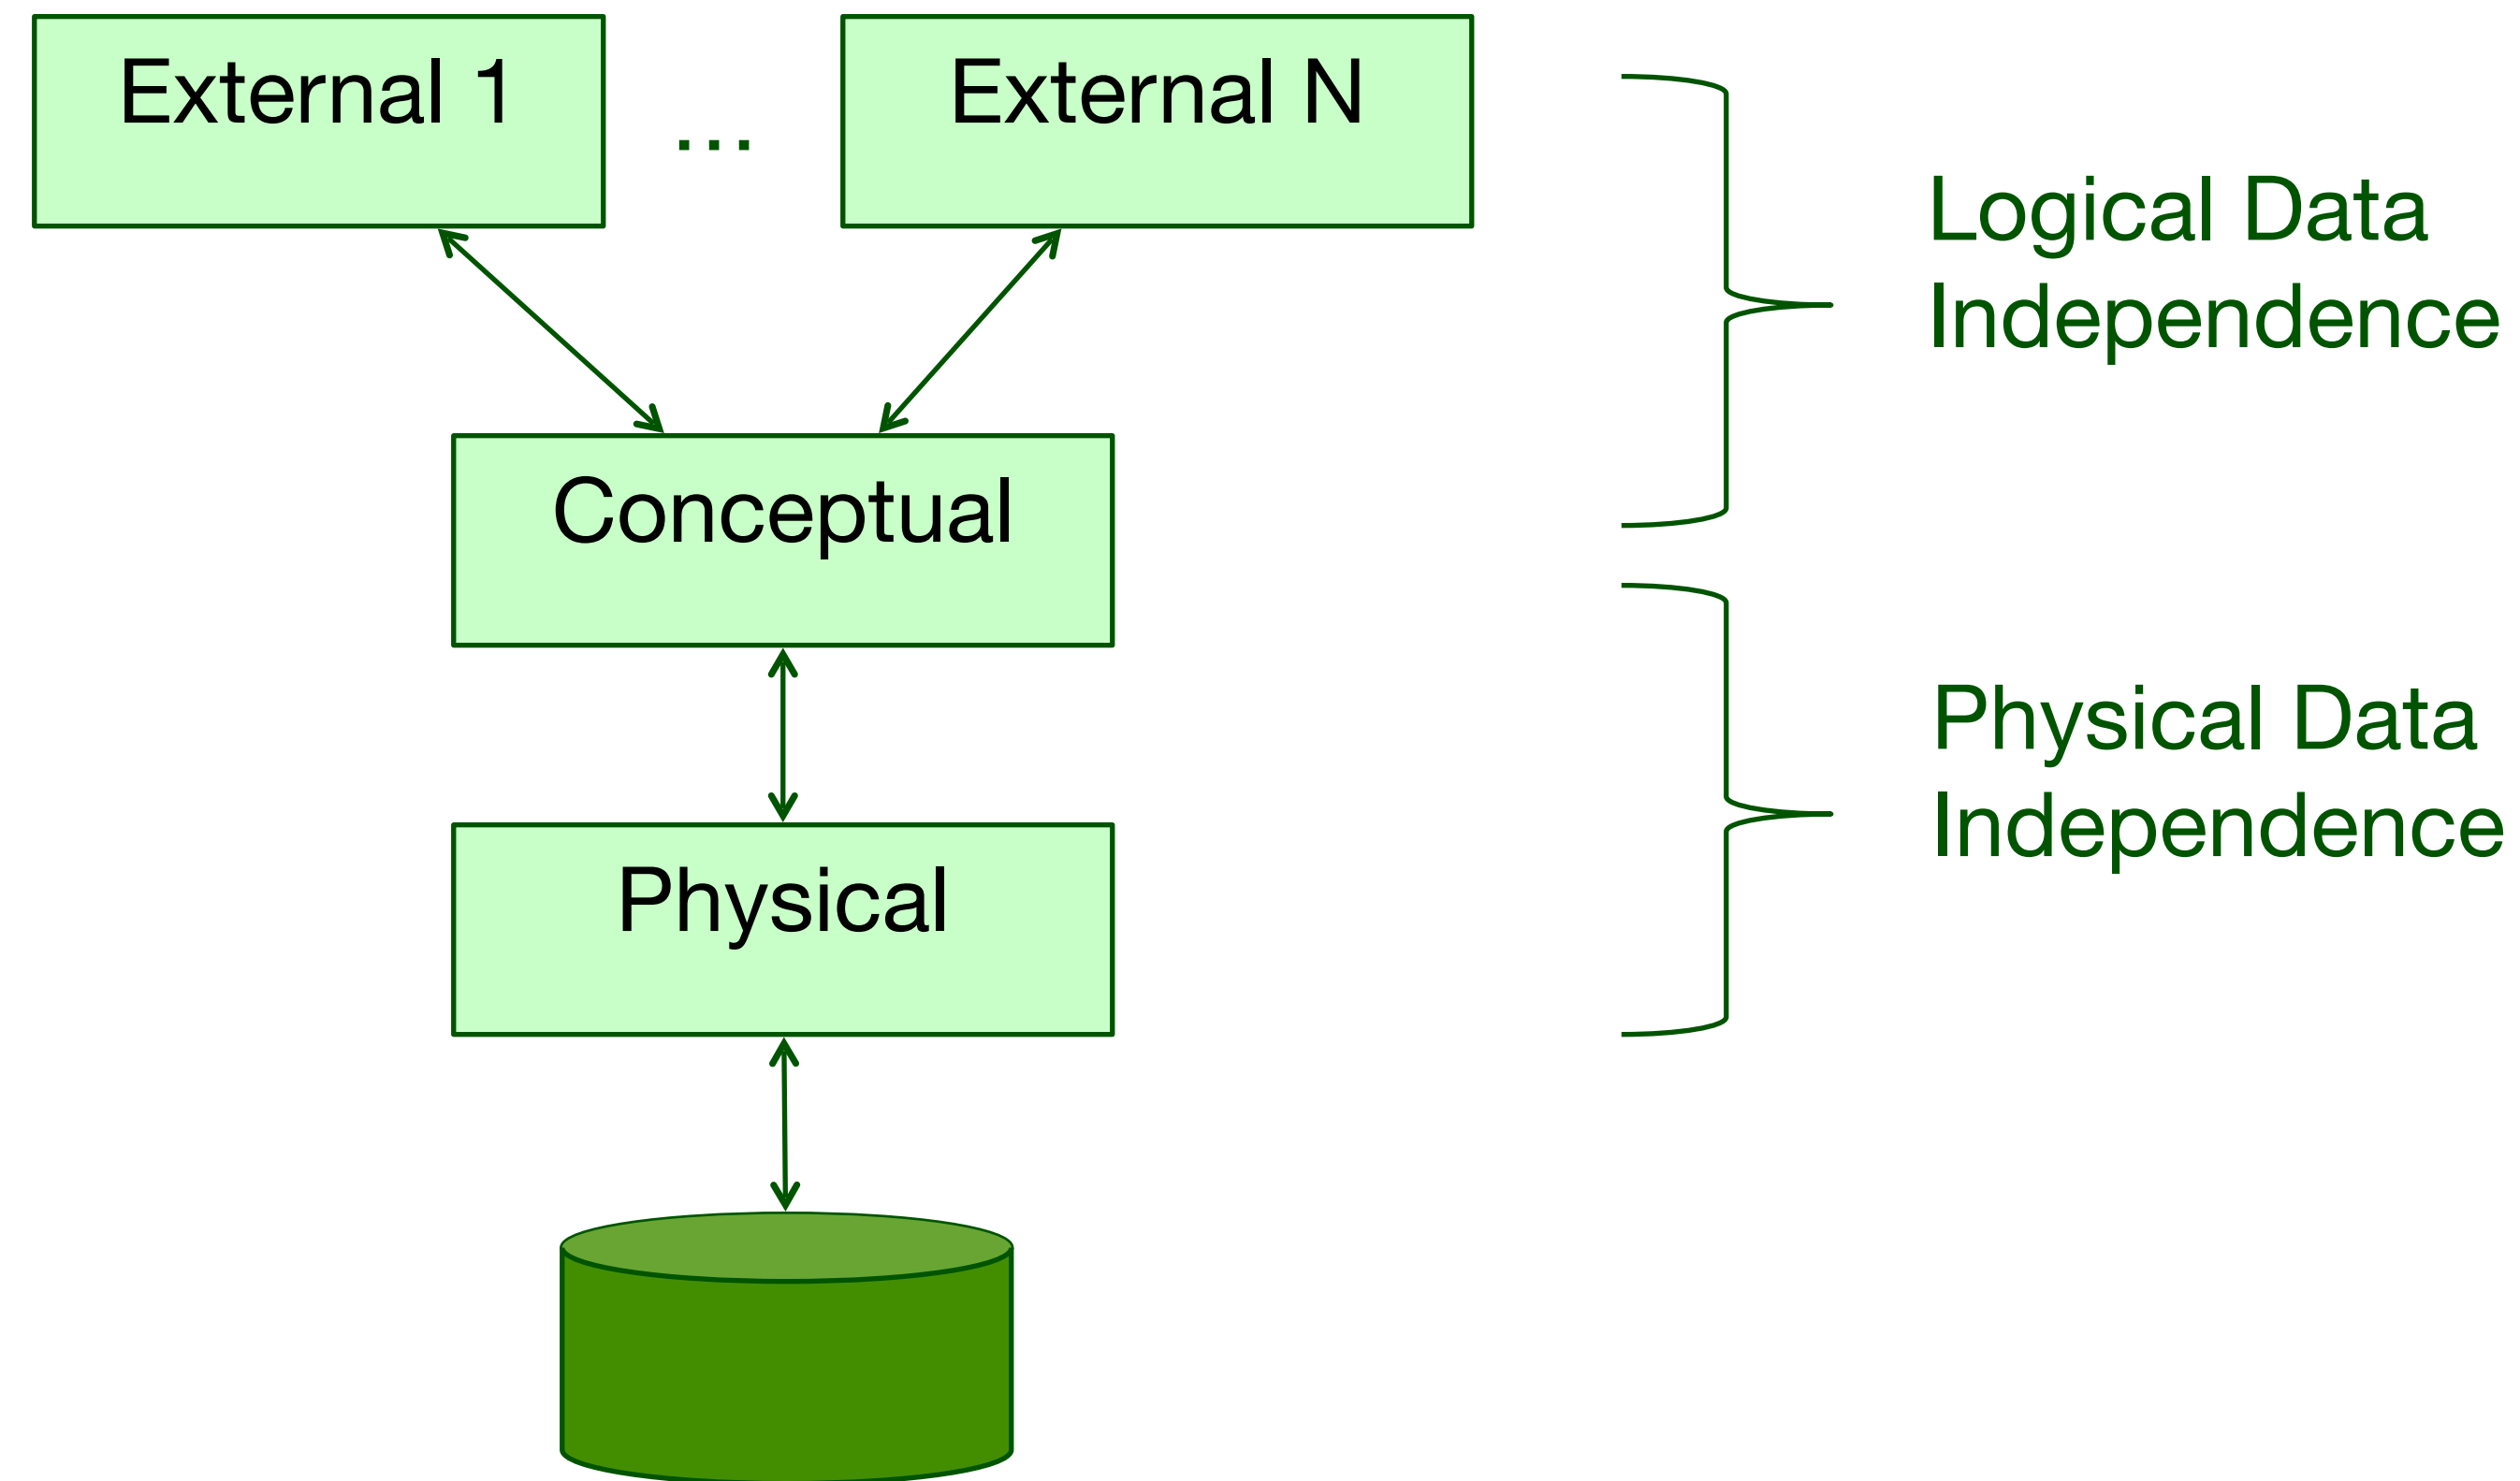 External 1
...
External N
Logical Data
Independence
Conceptual
Physical Data
Independence
Physical